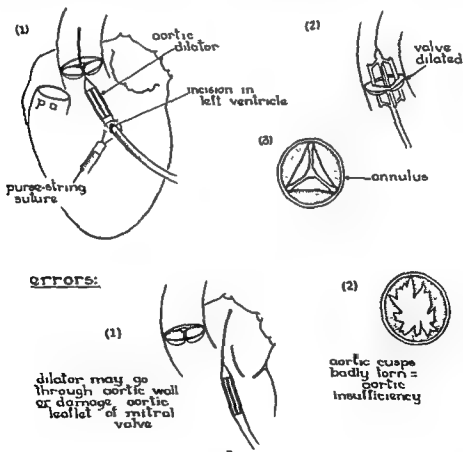 (1)
aortic
dilator
incision in
left ventricle
PA
purse-string
suture
(2)
valve
dilated
(3)
annulus
errors:
(1)
dilator may go
through aortic wall
or damage aortic
leaflet of mitral
valve
(2)
aortic cusps
badly torn =
aortic
insufficiency